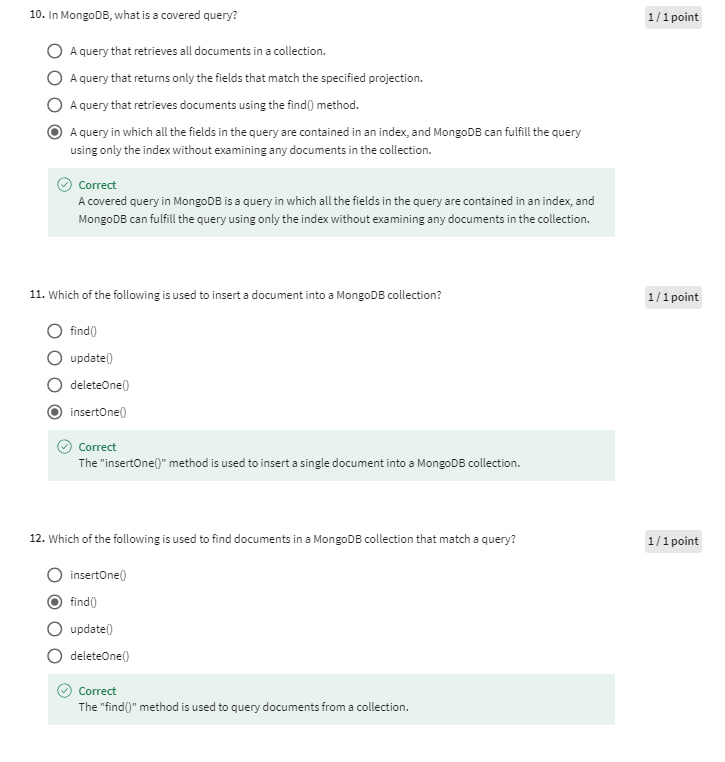 10. In MongoDB, what is a covered query?
1 / 1 point
A query that retrieves all documents in a collection.
A query that returns only the fields that match the specified projection.
A query that retrieves documents using the find() method.
A query in which all the fields in the query are contained in an index, and MongoDB can fulfill the query
using only the index without examining any documents in the collection.
Correct
A covered query in MongoDB is a query in which all the fields in the query are contained in an index, and
MongoDB can fulfill the query using only the index without examining any documents in the collection.
11. Which of the following is used to insert a document into a MongoDB collection?
1 / 1 point
find()
update()
deleteOne()
insertOne()
Correct
The "insertOne()" method is used to insert a single document into a MongoDB collection.
12. Which of the following is used to find documents in a MongoDB collection that match a query?
1 / 1 point
insertOne()
find()
update()
deleteOne()
Correct
The "find()" method is used to query documents from a collection.